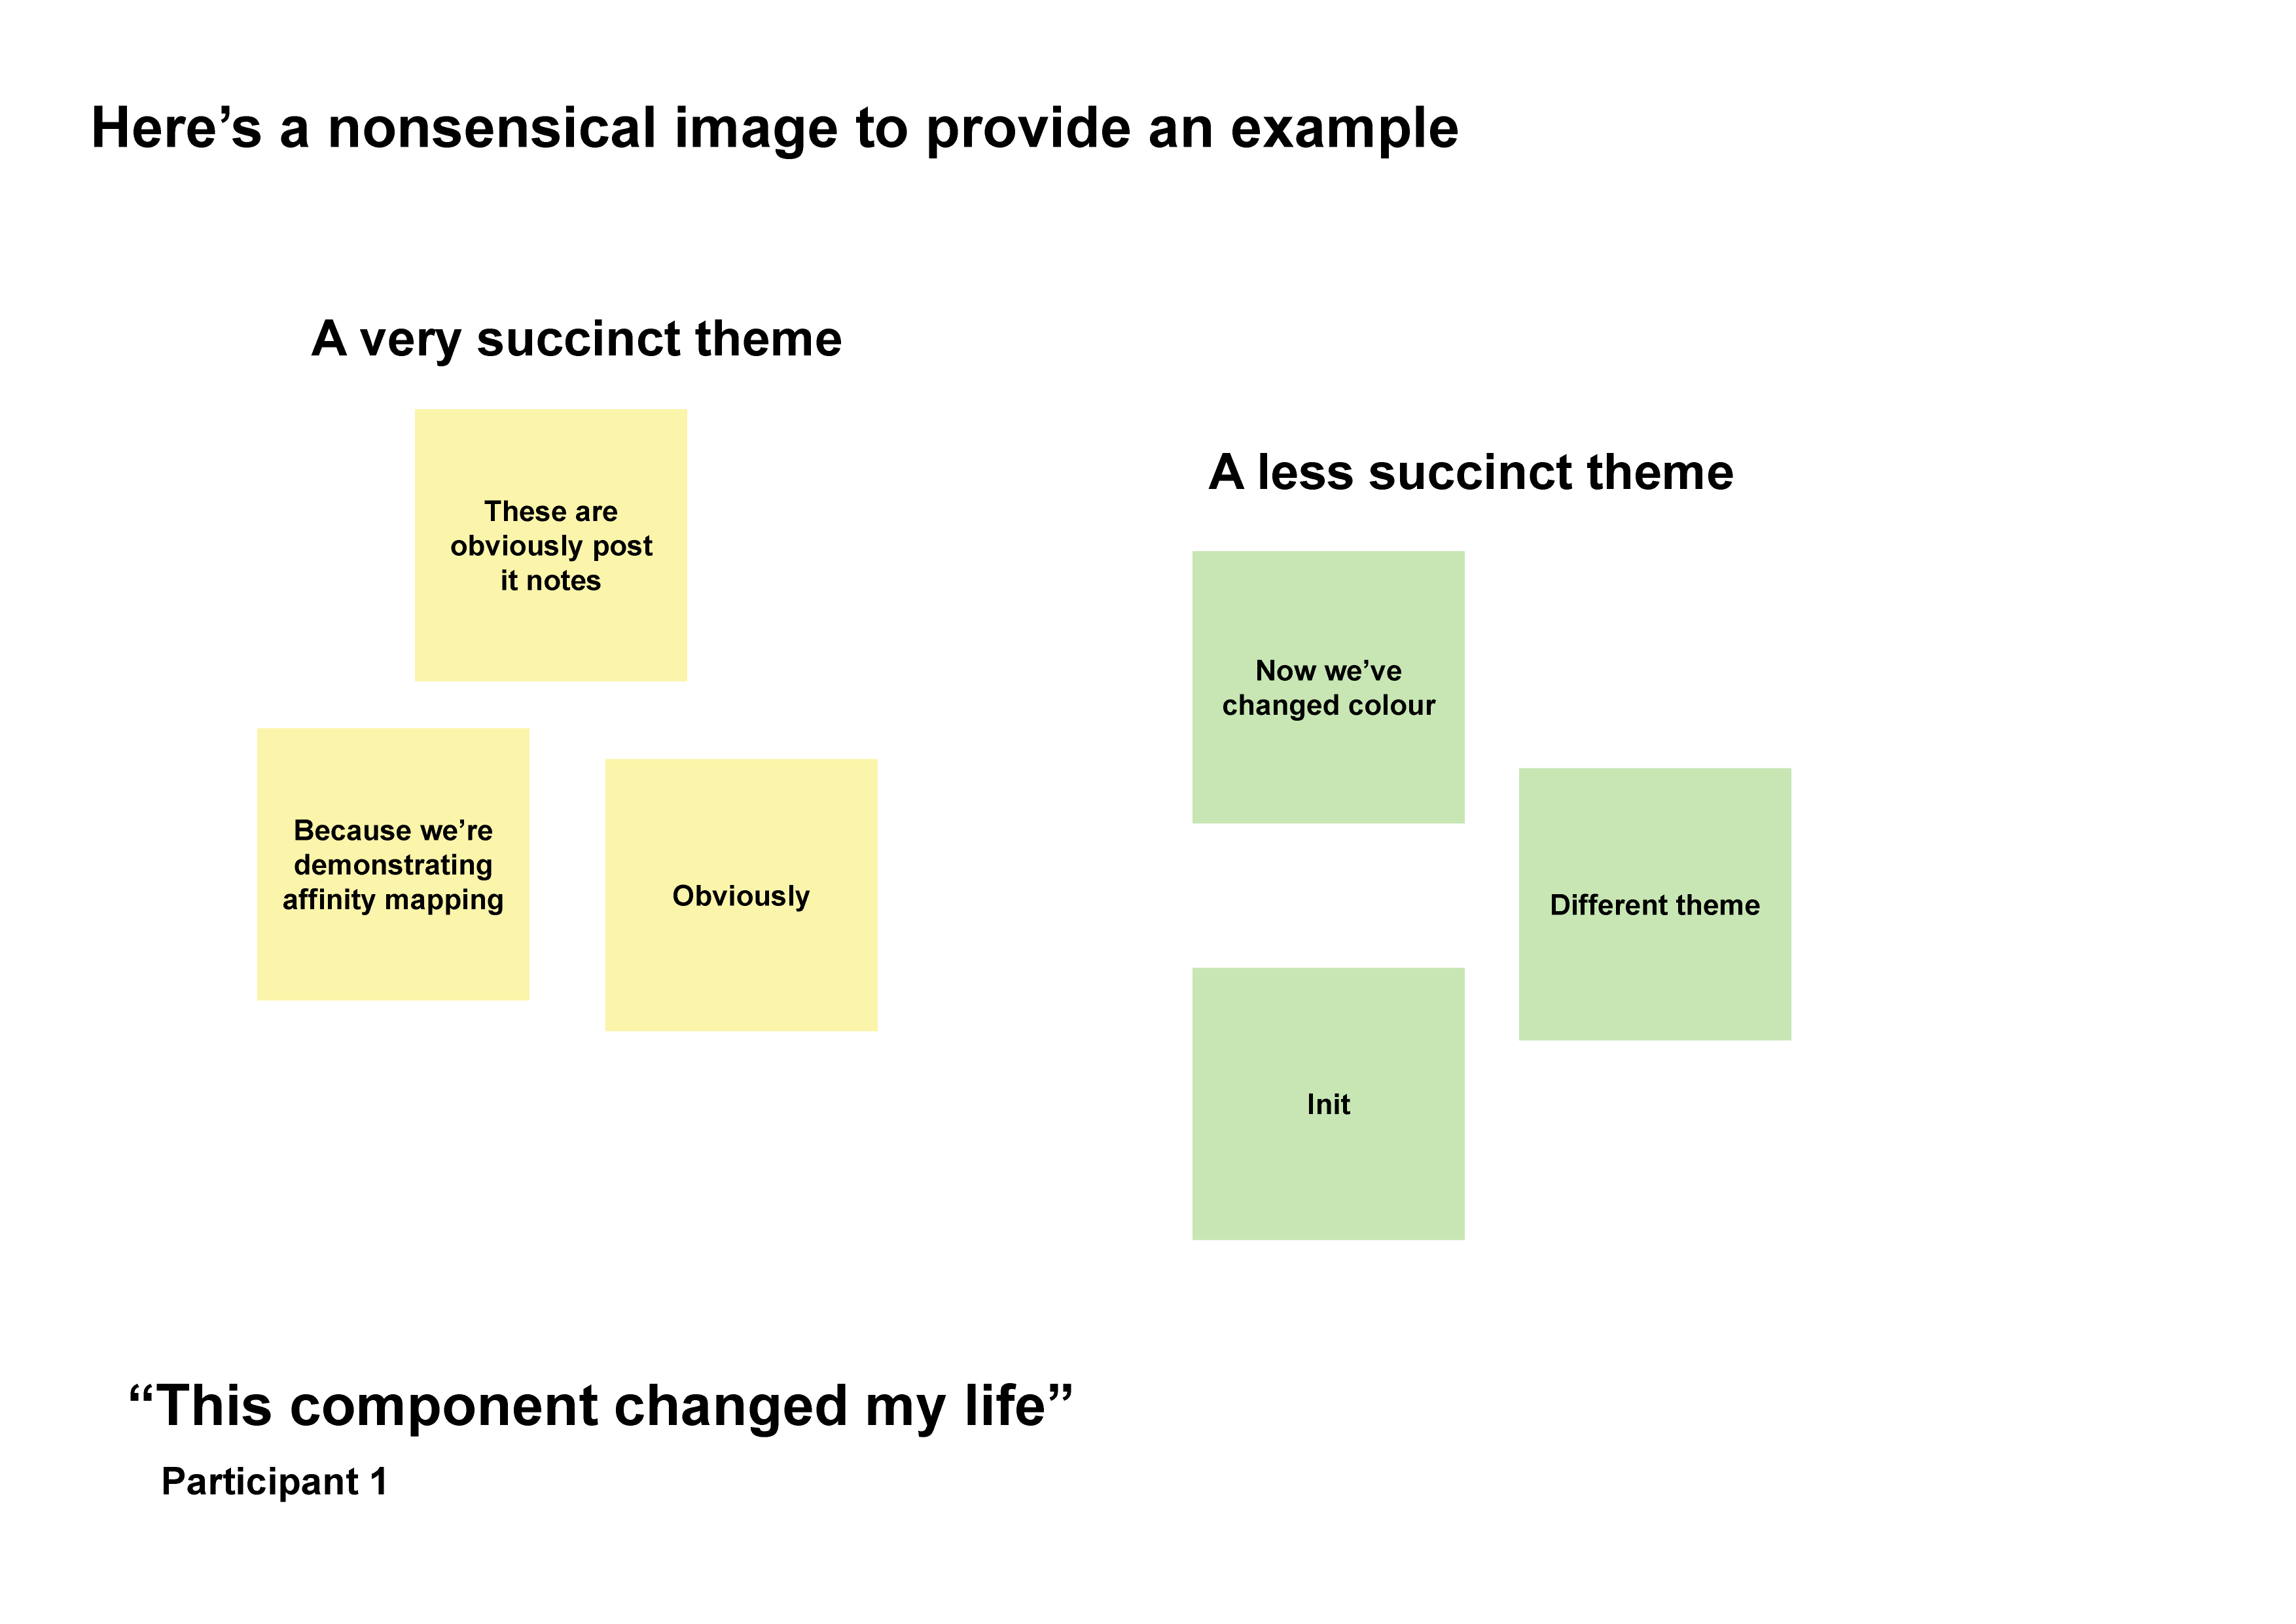 Here’s a nonsensical image to provide an example
A very succinct theme
These are
obviously post
it notes
Because we’re
demonstrating
affinity mapping
Obviously
A less succinct theme
Now we’ve
changed colour
Different theme
Init
“This component changed my life”
Participant 1